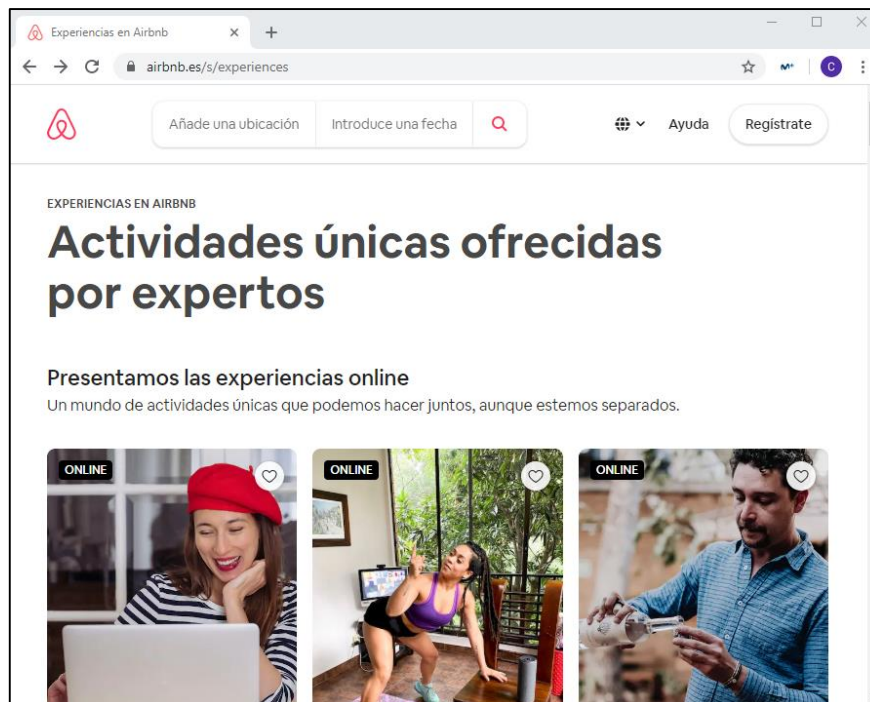 Experiencias en Airbnb
airbnb.es/s/experiences
C
Añade una ubicación Introduce una fecha
Ayuda Regístrate
EXPERIENCIAS EN AIRBNB
Actividades únicas ofrecidas
por expertos
Presentamos las experiencias online
Un mundo de actividades únicas que podemos hacer juntos, aunque estemos separados.
ONLINE ONLINE ONLINE